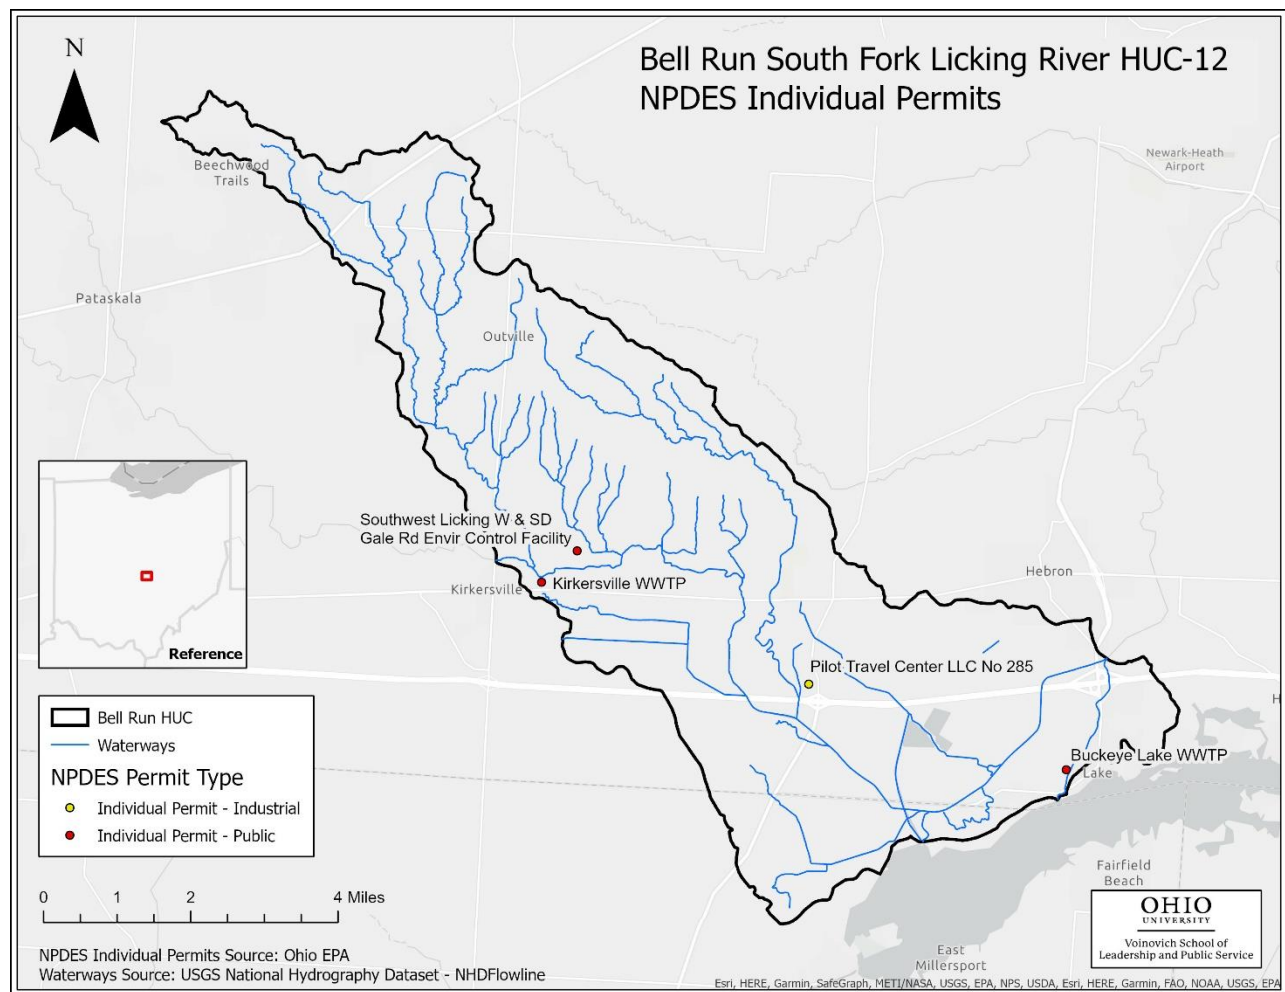 Bell Run South Fork Licking River HUC-12
NPDES Individual Permits
N
Beechwood
Trails
Newark-Heath
Airport
Pataskala
Outville
Southwest Licking W & SD
Gale Rd Envir Control Facility
Kirkersville WWTP
Kirkersville
Hebron
Reference
Pilot Travel Center LLC No 285
H
Buckeye Lake WWTP
Lake
Bell Run HUC
Waterways
NPDES Permit Type
Individual Permit - Industrial
Individual Permit - Public
0 1 2 4 Miles
Fairfield
Beach
East
Millersport
OHIO
UNIVERSITY
Voinovich School of
Leadership and Public Service
NPDES Individual Permits Source: Ohio EPA
Waterways Source: USGS National Hydrography Dataset - NHDFlowline
Esri, HERE, Garmin, SafeGraph, METI/NASA, USGS, EPA, NPS, USDA, Esri, HERE, Garmin, FAO, NOAA, USGS, EPA